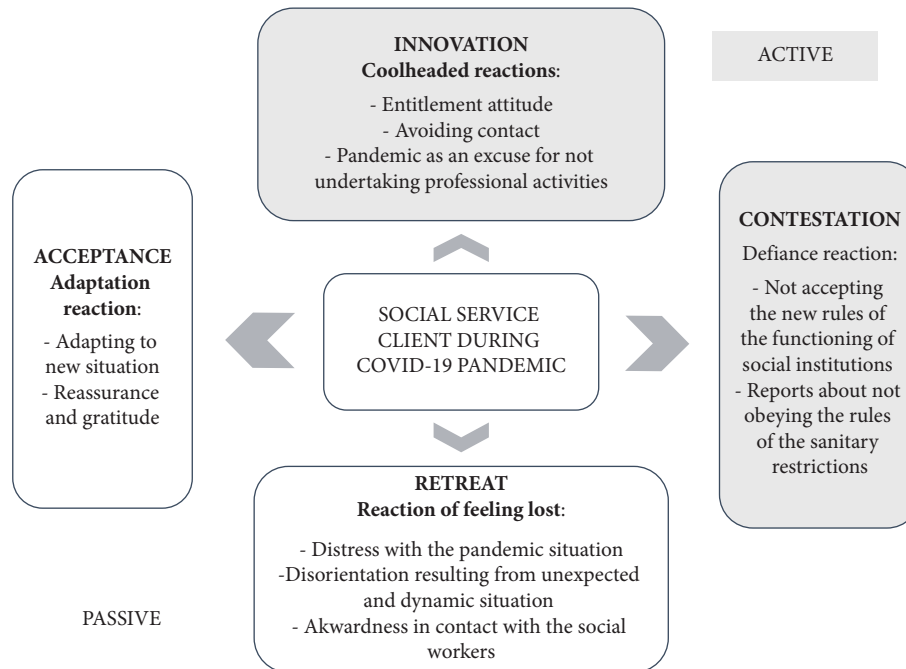 INNOVATION
Coolheaded reactions:
- Entitlement attitude
- Avoiding contact
- Pandemic as an excuse for not
undertaking professional activities
ACTIVE
ACCEPTANCE
Adaptation
reaction:
- Adapting to
new situation
- Reassurance
and gratitude
SOCIAL SERVICE
CLIENT DURING
COVID-19 PANDEMIC
CONTESTATION
Defiance reaction:
- Not accepting
the new rules of
the functioning of
social institutions
- Reports about not
obeying the rules
of the sanitary
restrictions
RETREAT
Reaction of feeling lost:
- Distress with the pandemic situation
-Disorientation resulting from unexpected
and dynamic situation
- Akwardness in contact with the social
workers
PASSIVE